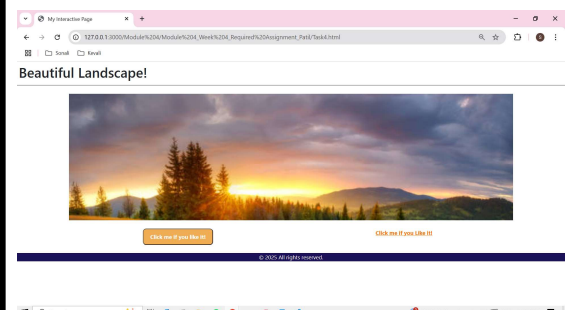 My Interactive Page
127.0.0.1:3000/Module%204/Module%204_Week%204_Required%20Assignment_Patil/Task4.html
Sonali Kevali
Beautiful Landscape!
Click me if you like it! Click me If you Like It!
© 2025 All rights reserved.